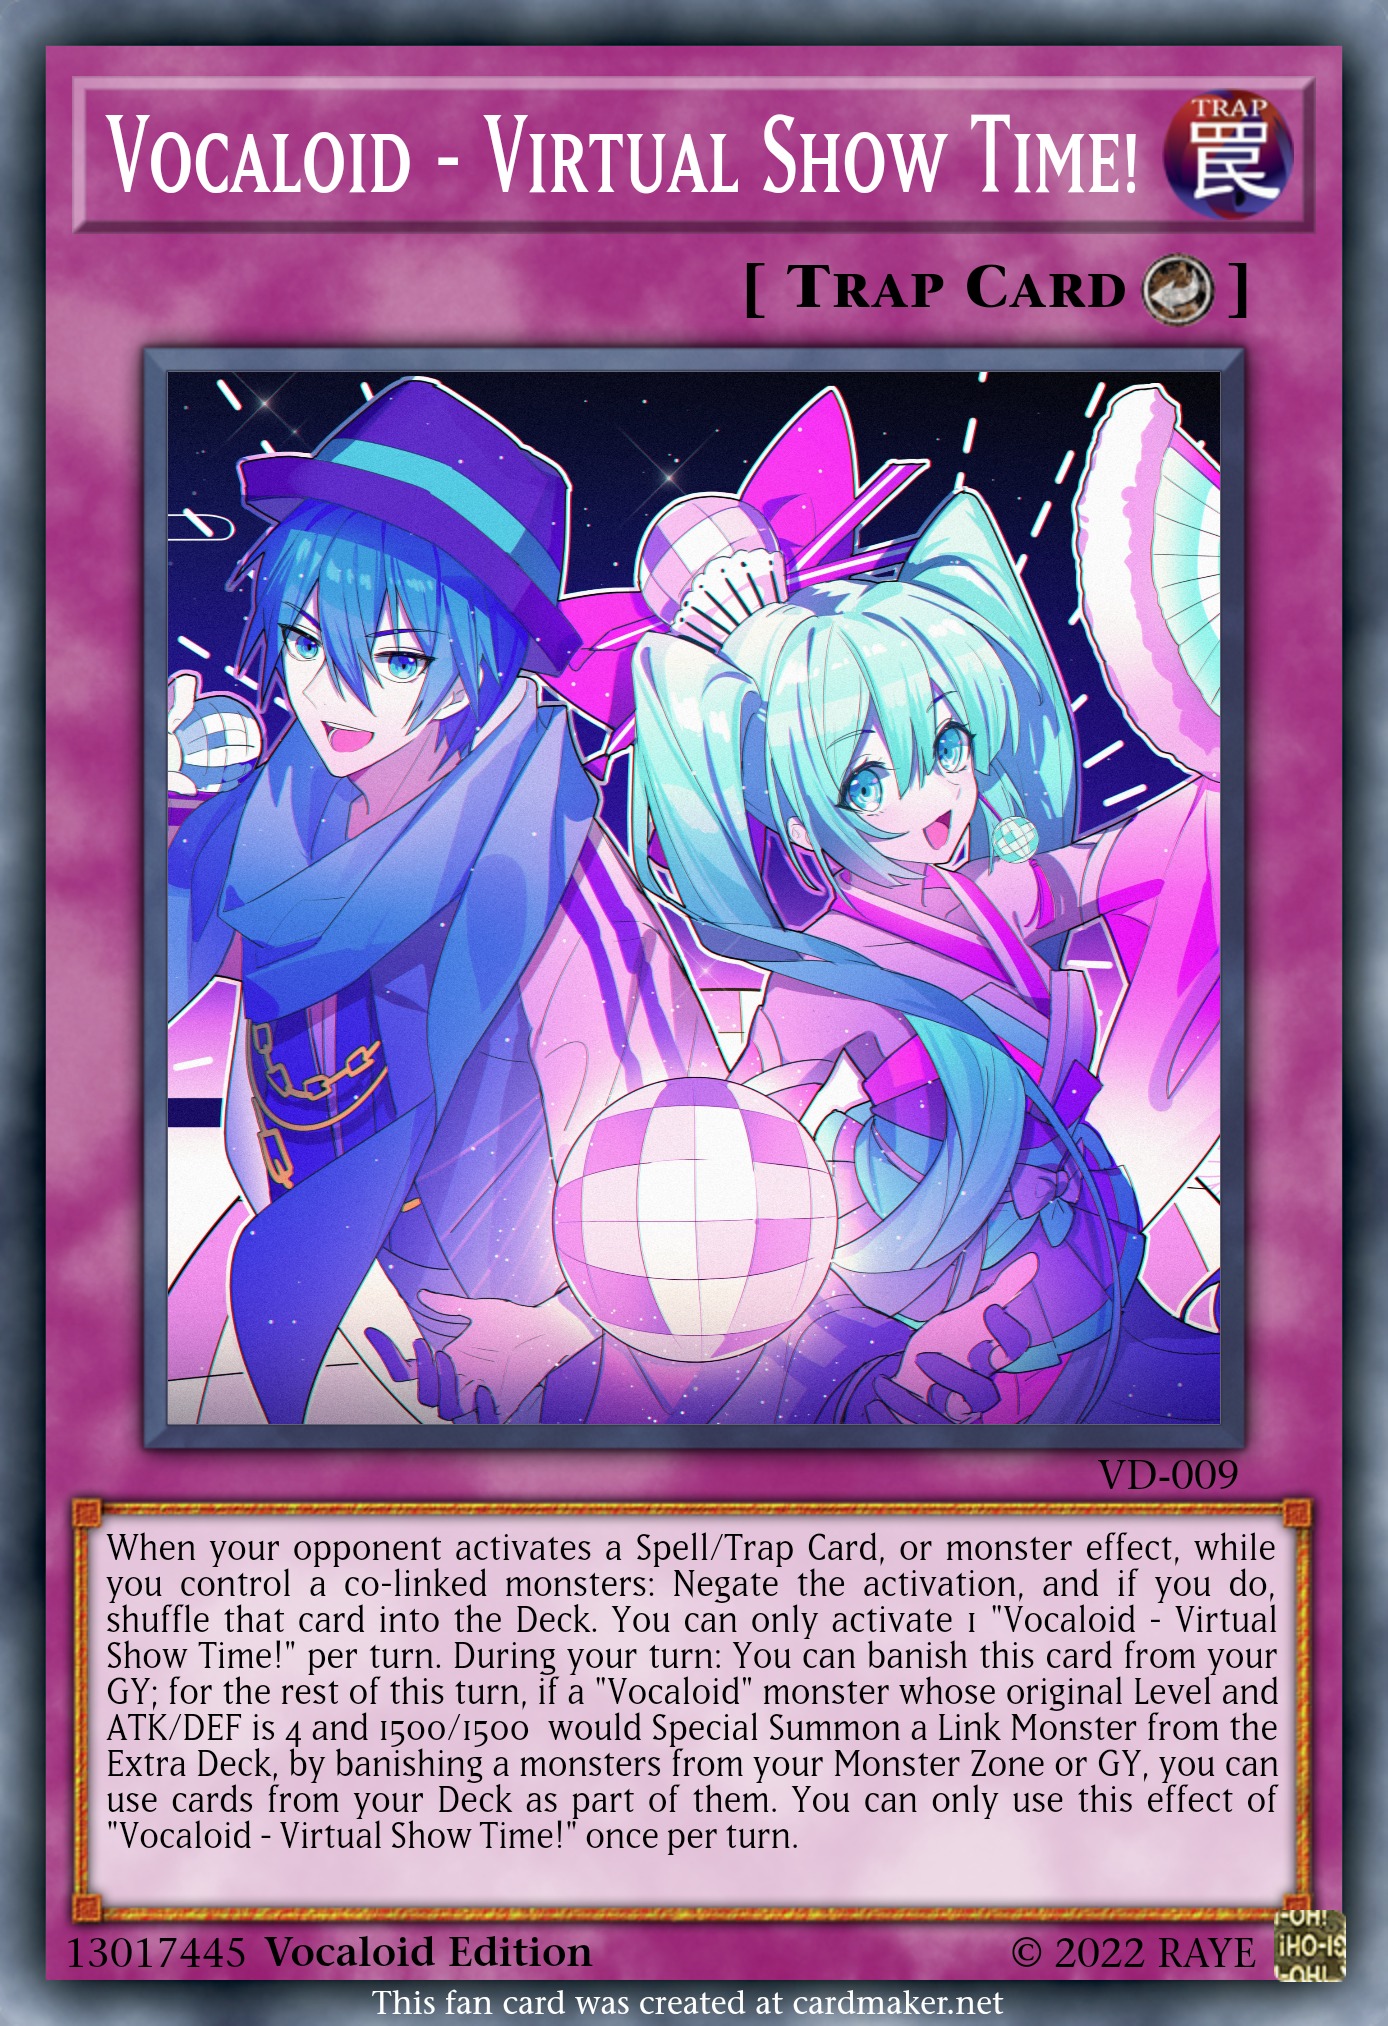 Vocaloid - Virtual Show Time!
TRAP
罠
[ Trap Card ]
VD-009
When your opponent activates a Spell/Trap Card, or monster effect, while
you control a co-linked monsters: Negate the activation, and if you do,
shuffle that card into the Deck. You can only activate 1 "Vocaloid - Virtual
Show Time!" per turn. During your turn: You can banish this card from your
GY; for the rest of this turn, if a "Vocaloid" monster whose original Level and
ATK/DEF is 4 and 1500/1500 would Special Summon a Link Monster from the
Extra Deck, by banishing a monsters from your Monster Zone or GY, you can
use cards from your Deck as part of them. You can only use this effect of
"Vocaloid - Virtual Show Time!" once per turn.
13017445 Vocaloid Edition
© 2022 RAYE
This fan card was created at cardmaker.net